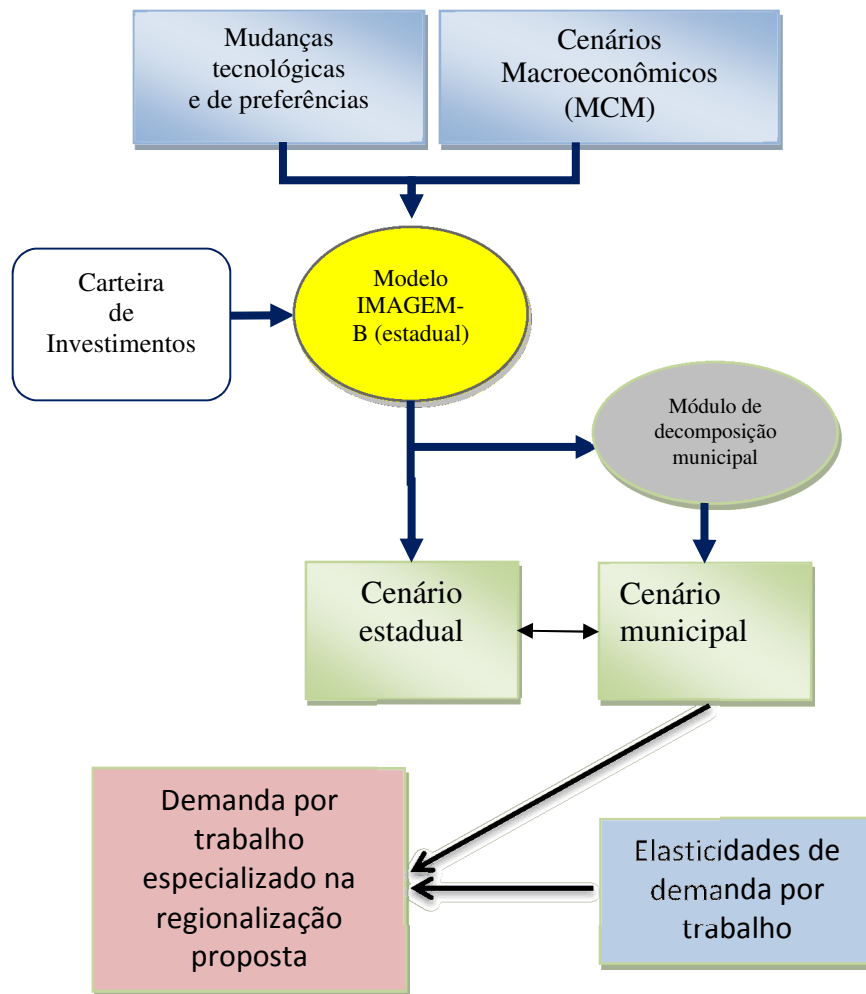 Mudanças
tecnológicas
e de preferências
Cenários
Macroeconômicos
(MCM)
Carteira
de
Investimentos
Modelo
IMAGEM-
B (estadual)
Módulo de
decomposição
municipal
Cenário
estadual
Cenário
municipal
Demanda por
trabalho
especializado na
regionalização
proposta
Elasticidades de
demanda por
trabalho